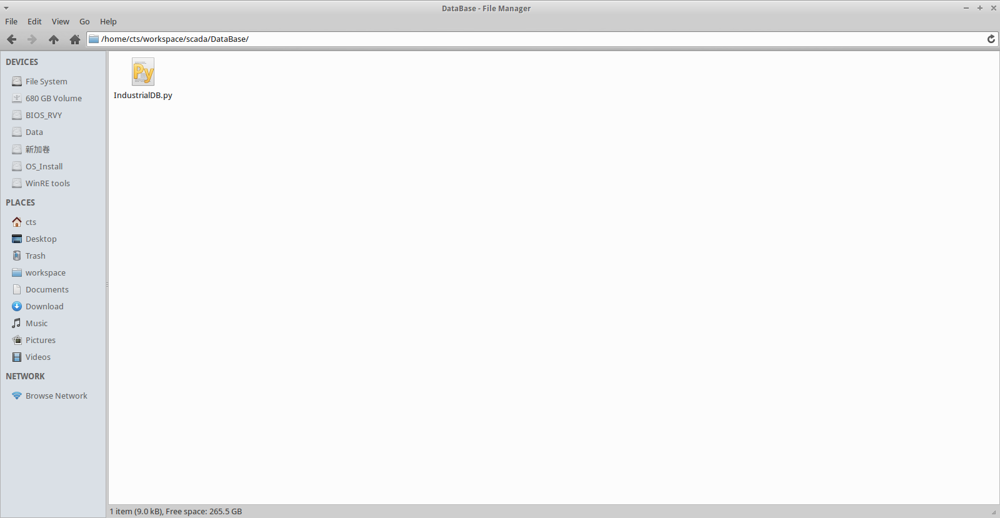 DataBase - File Manager
File Edit View Go Help
/home/cts/workspace/scada/DataBase/
DEVICES
File System
680 GB Volume
BIOS_RVY
Data
新加卷
OS_Install
WinRE tools
PLACES
cts
Desktop
Trash
workspace
Documents
Download
Music
Pictures
Videos
NETWORK
Browse Network
Py
IndustrialDB.py
1 item (9.0 kB), Free space: 265.5 GB